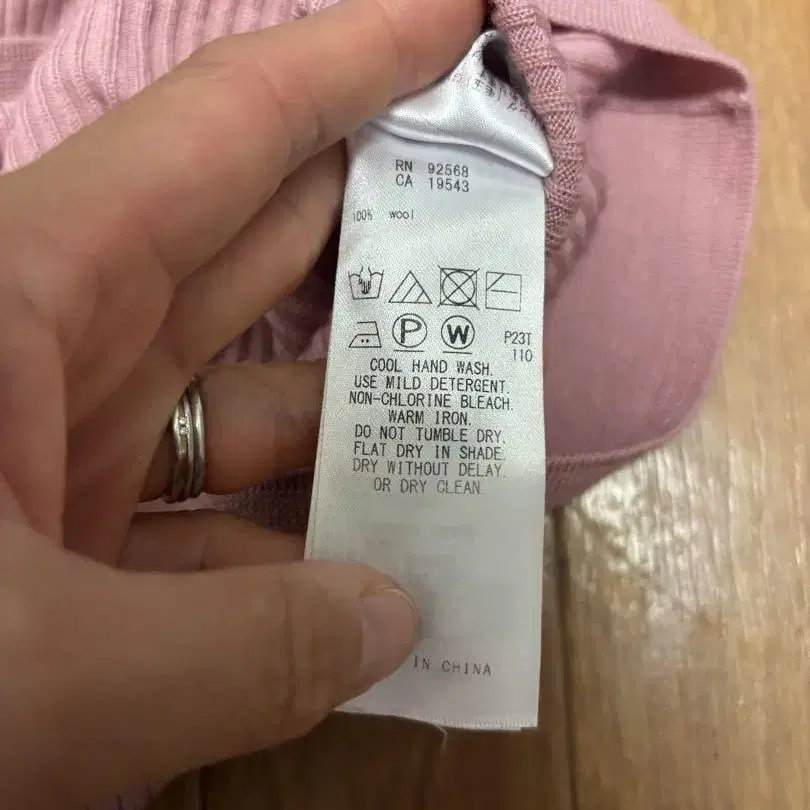 RN 92568
CA 19543
100% wool
P
W
P23T
110
COOL HAND WASH.
USE MILD DETERGENT.
NON-CHLORINE BLEACH.
WARM IRON.
DO NOT TUMBLE DRY.
FLAT DRY IN SHADE.
DRY WITHOUT DELAY.
OR DRY CLEAN.
IN CHINA